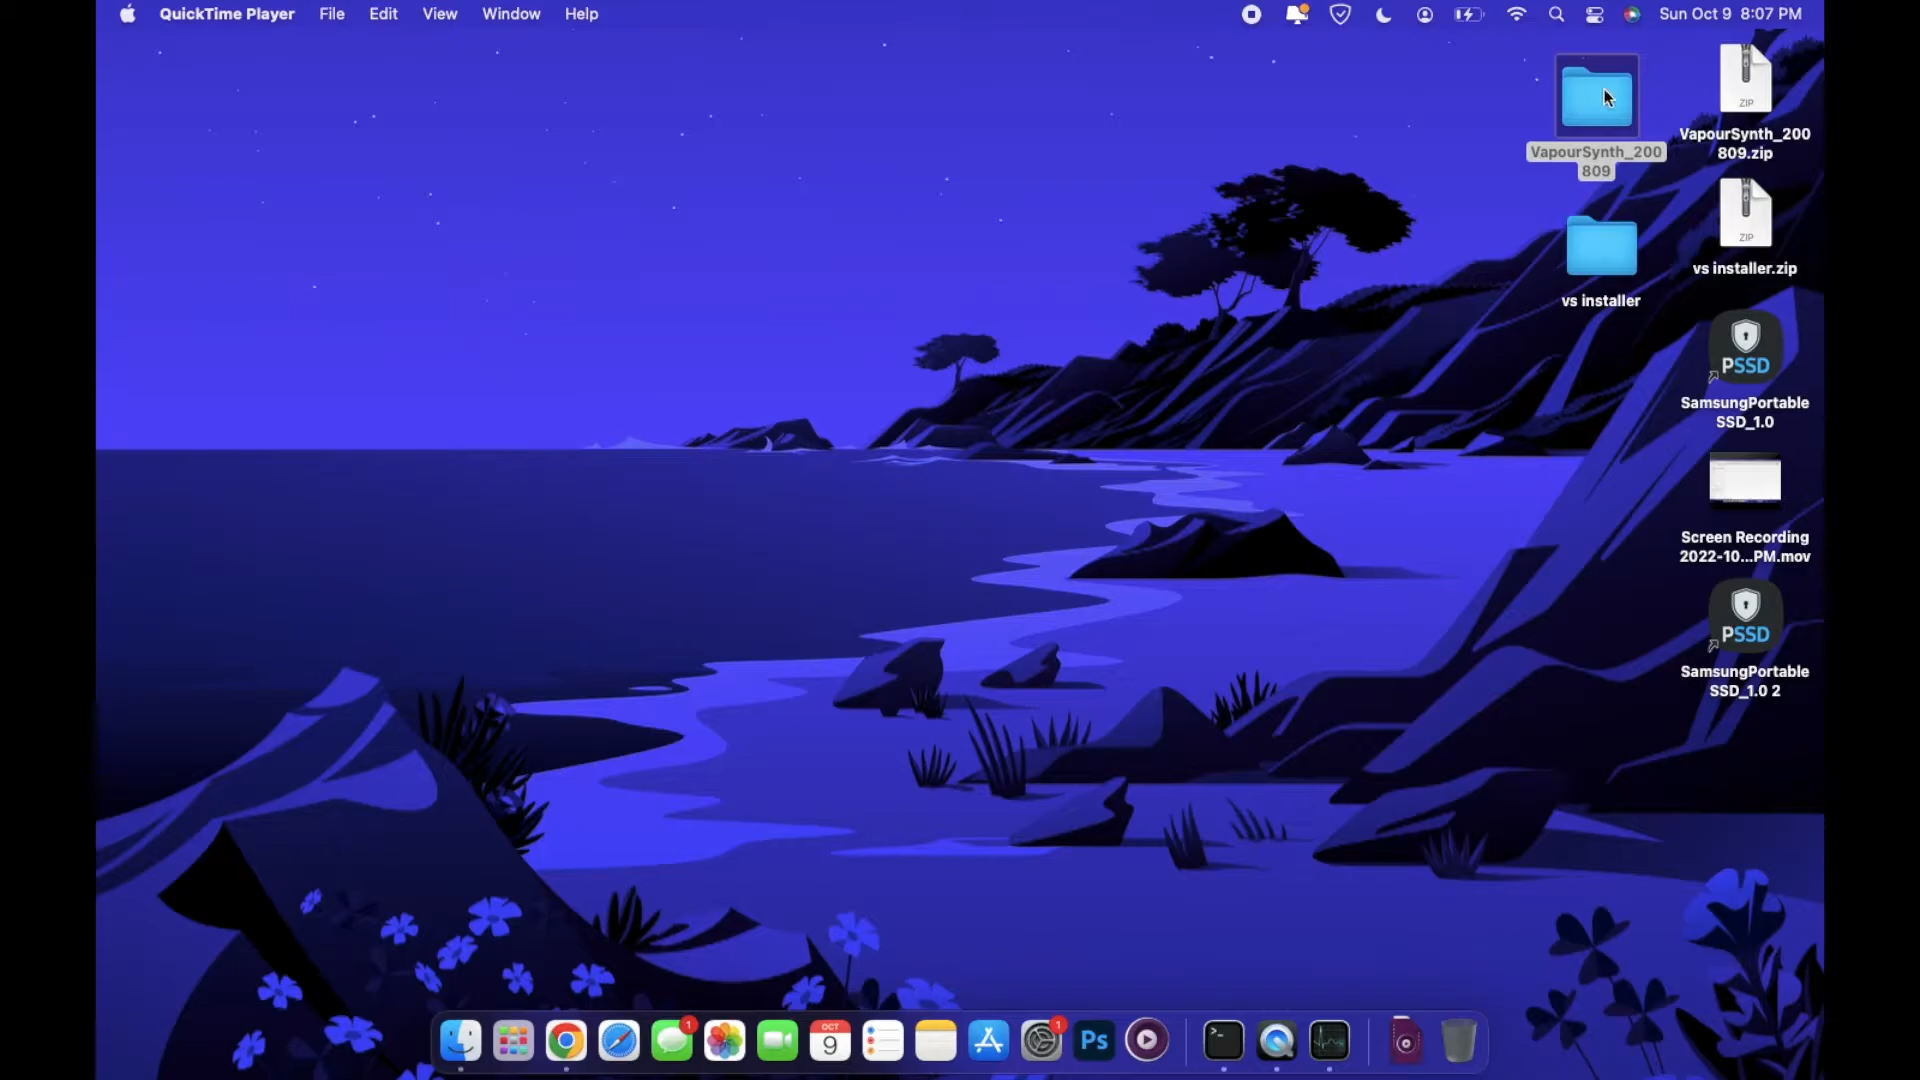 QuickTime Player File Edit View Window Help Sun Oct 9 8:07 PM
VapourSynth_200
809
ZIP
VapourSynth_200
809.zip
vs installer
ZIP
vs installer.zip
PSSD
SamsungPortable
SSD_1.0
Screen Recording
2022-10...PM.mov
PSSD
SamsungPortable
SSD_1.0 2
1
OCT
9
1
Ps
>_